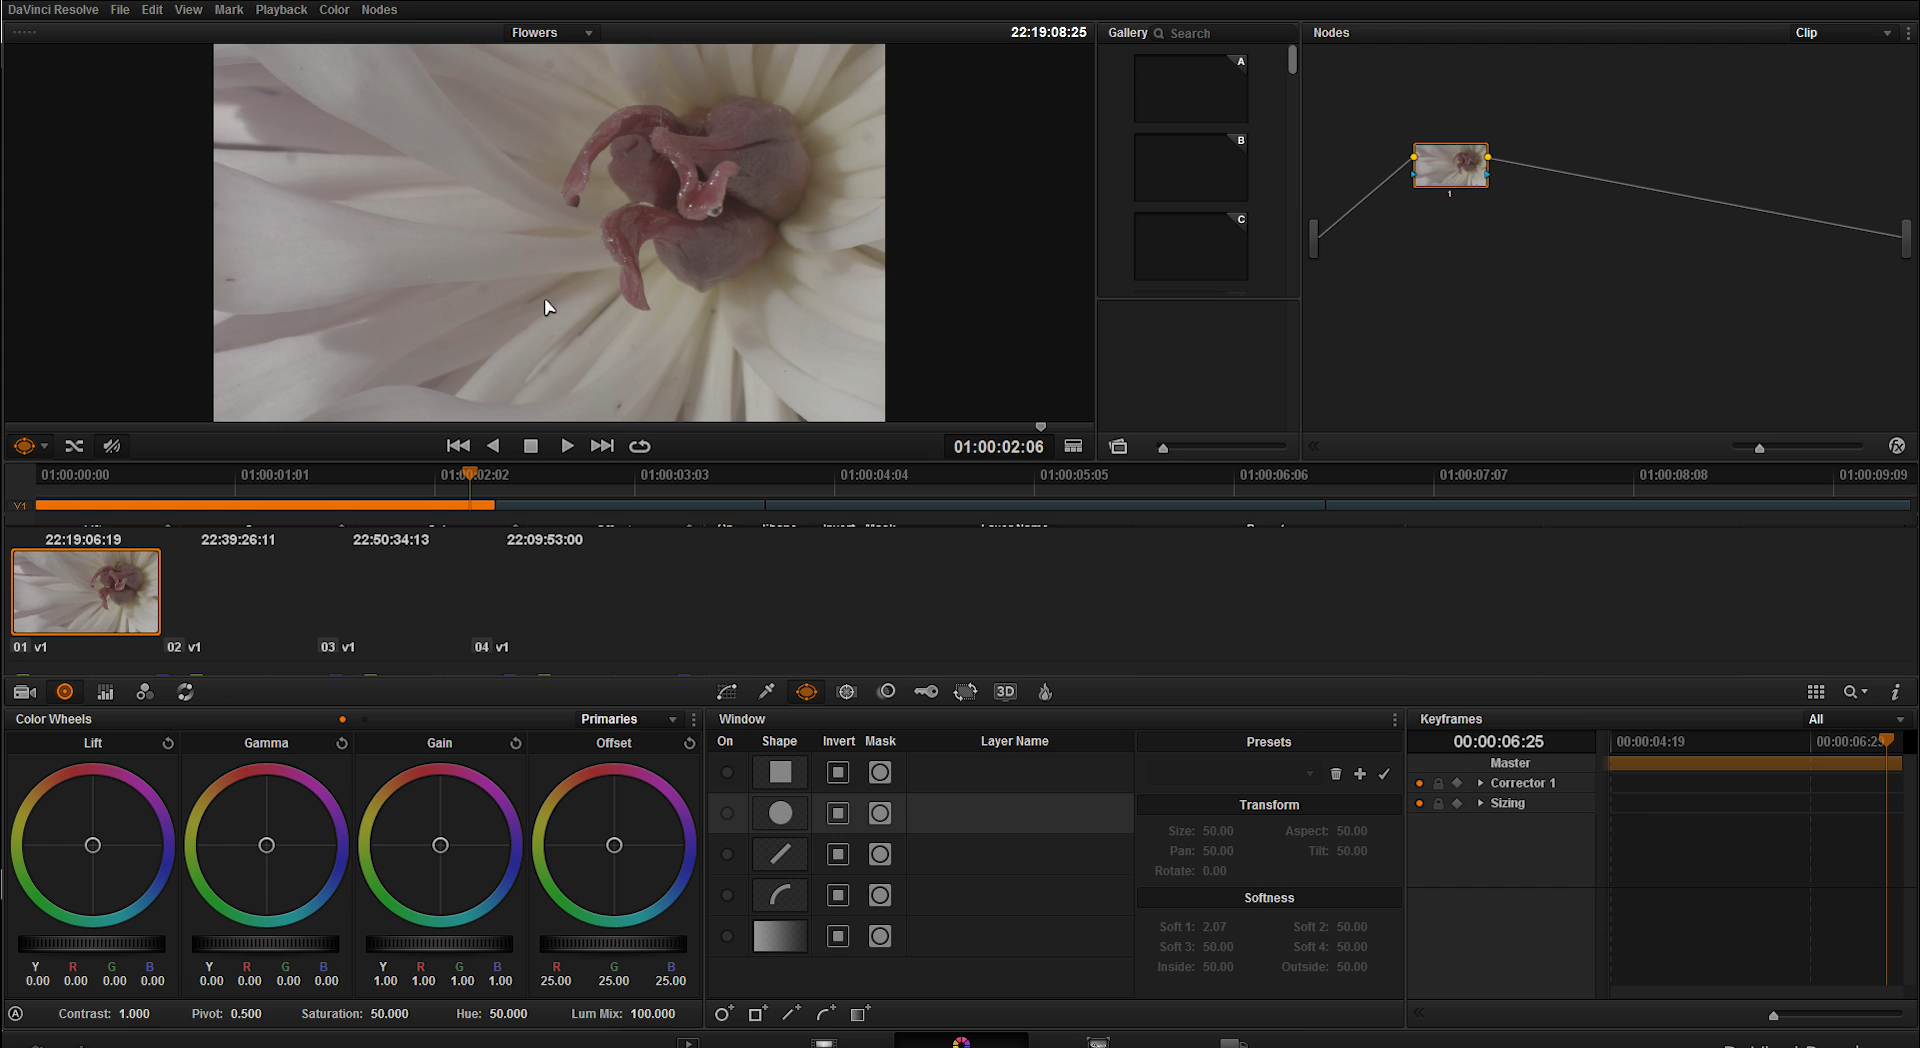 DaVinci Resolve File Edit View Mark Playback Color Nodes
Flowers 22:19:08:25 Gallery Search Nodes Clip
A
B
1
C
01:00:02:06
01:00:00:00 01:00:01:01 01:00:02:02 01:00:03:03 01:00:04:04 01:00:05:05 01:00:06:06 01:00:07:07 01:00:08:08 01:00:09:09
V1
22:19:06:19 22:39:26:11 22:50:34:13 22:09:53:00
01 v1 02 v1 03 v1 04 v1
3D
Color Wheels Primaries Window Keyframes All
Lift Gamma Gain Offset On Shape Invert Mask Layer Name Presets 00:00:06:25 00:00:04:19
Master
Corrector 1
Sizing
Transform
Size: 50.00 Aspect: 50.00
Pan: 50.00 Tilt: 50.00
Rotate: 0.00
Softness
Soft 1: 2.07 Soft 2: 50.00
Soft 3: 50.00 Soft 4: 50.00
Inside: 50.00 Outside: 50.00
Y R G B Y R G B Y R G B R G B
0.00 0.00 0.00 0.00 0.00 0.00 0.00 0.00 1.00 1.00 1.00 1.00 25.00 25.00 25.00
A Contrast: 1.000 Pivot: 0.500 Saturation: 50.000 Hue: 50.000 Lum Mix: 100.000